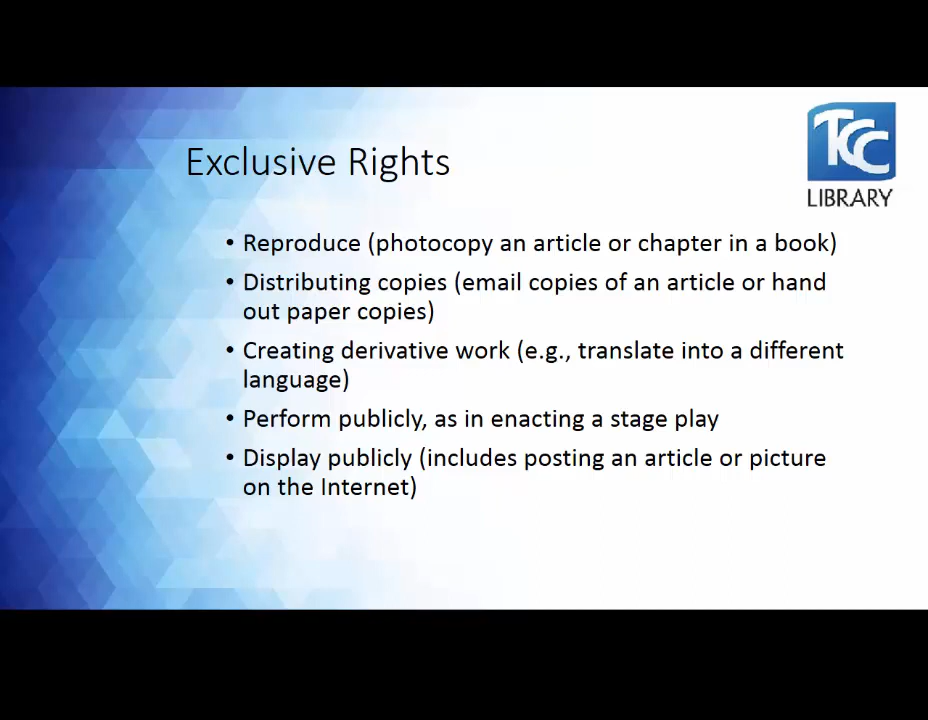 TCC
LIBRARY
Exclusive Rights
• Reproduce (photocopy an article or chapter in a book)
• Distributing copies (email copies of an article or hand
out paper copies)
• Creating derivative work (e.g., translate into a different
language)
• Perform publicly, as in enacting a stage play
• Display publicly (includes posting an article or picture
on the Internet)